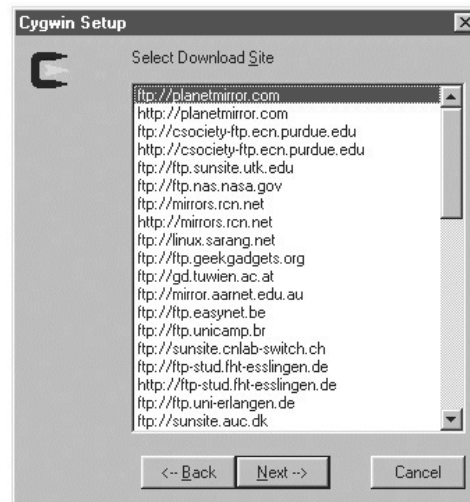 Cygwin Setup
Select Download Site
ftp://planetmirror.com
http://planetmirror.com
ftp://csociety-ftp.ecn.purdue.edu
http://csociety-ftp.ecn.purdue.edu
ftp://ftp.sunsite.utk.edu
ftp://ftp.nas.nasa.gov
ftp://mirrors.rcn.net
http://mirrors.rcn.net
ftp://linux.sarang.net
ftp://ftp.geekgadgets.org
ftp://gd.tuwien.ac.at
ftp://mirror.aarnet.edu.au
ftp://ftp.easynet.be
ftp://ftp.unicamp.br
ftp://sunsite.cnlab-switch.ch
ftp://ftp-stud.fht-esslingen.de
http://ftp-stud.fht-esslingen.de
ftp://ftp.uni-erlangen.de
ftp://sunsite.auc.dk
<-- Back Next --> Cancel